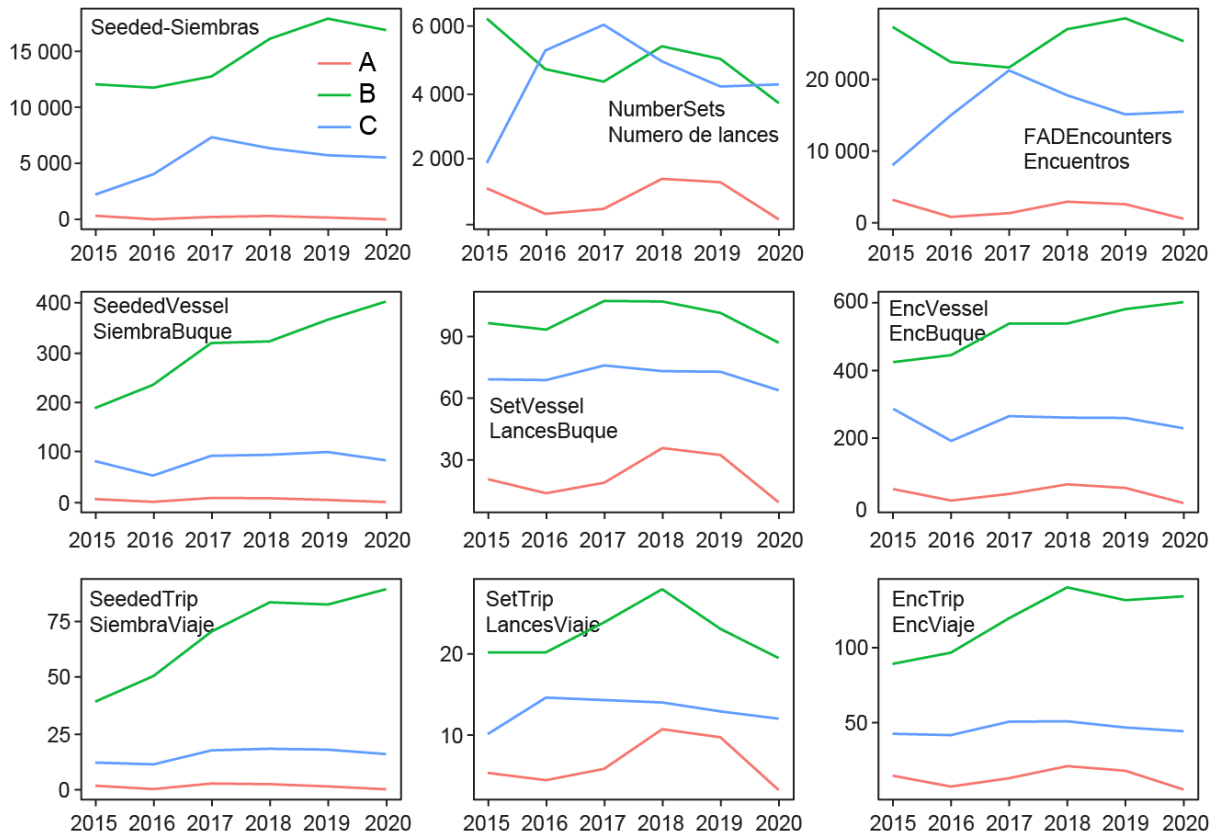 Seeded-Siembras
15 000
10 000
5 000
0
A
B
C
2015 2016 2017 2018 2019 2020
6 000
4 000
2 000
NumberSets
Numero de lances
2015 2016 2017 2018 2019 2020
20 000
10 000
0
FADEncounters
Encuentros
2015 2016 2017 2018 2019 2020
SeededVessel
SiembraBuque
400
300
200
100
0
2015 2016 2017 2018 2019 2020
90
60
30
SetVessel
LancesBuque
2015 2016 2017 2018 2019 2020
EncVessel
EncBuque
600
400
200
0
2015 2016 2017 2018 2019 2020
SeededTrip
SiembraViaje
75
50
25
0
2015 2016 2017 2018 2019 2020
SetTrip
LancesViaje
20
10
2015 2016 2017 2018 2019 2020
EncTrip
EncViaje
100
50
2015 2016 2017 2018 2019 2020